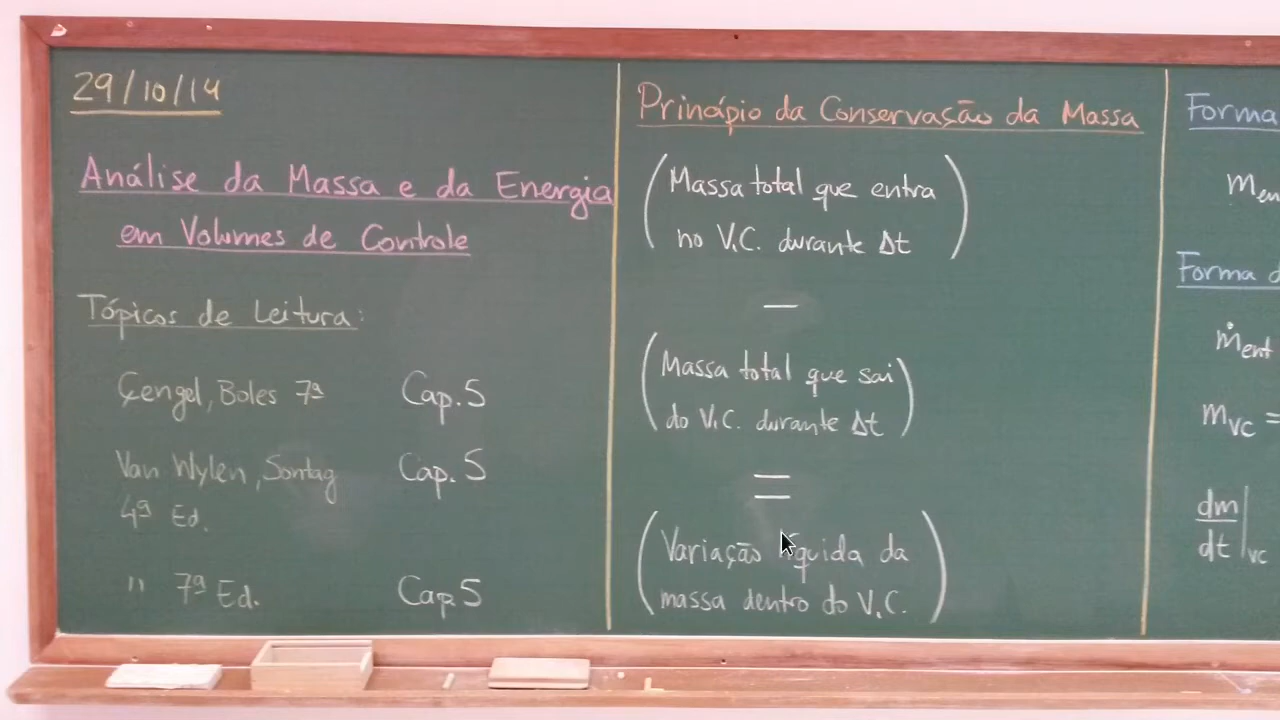 29/10/14
Análise da Massa e da Energia
em Volumes de Controle
Tópicos de Leitura:
Çengel, Boles 7ª Cap. 5
Van Wylen, Sontag Cap. 5
4ª Ed.
" 7ª Ed. Cap. 5
Princípio da Conservação da Massa
(Massa total que entra
no V.C. durante Δt)
−
(Massa total que sai
do V.C. durante Δt)
=
(Variação líquida da
massa dentro do V.C.)
Forma
m
Forma d
ṁent
mVC =
dm/dt|VC